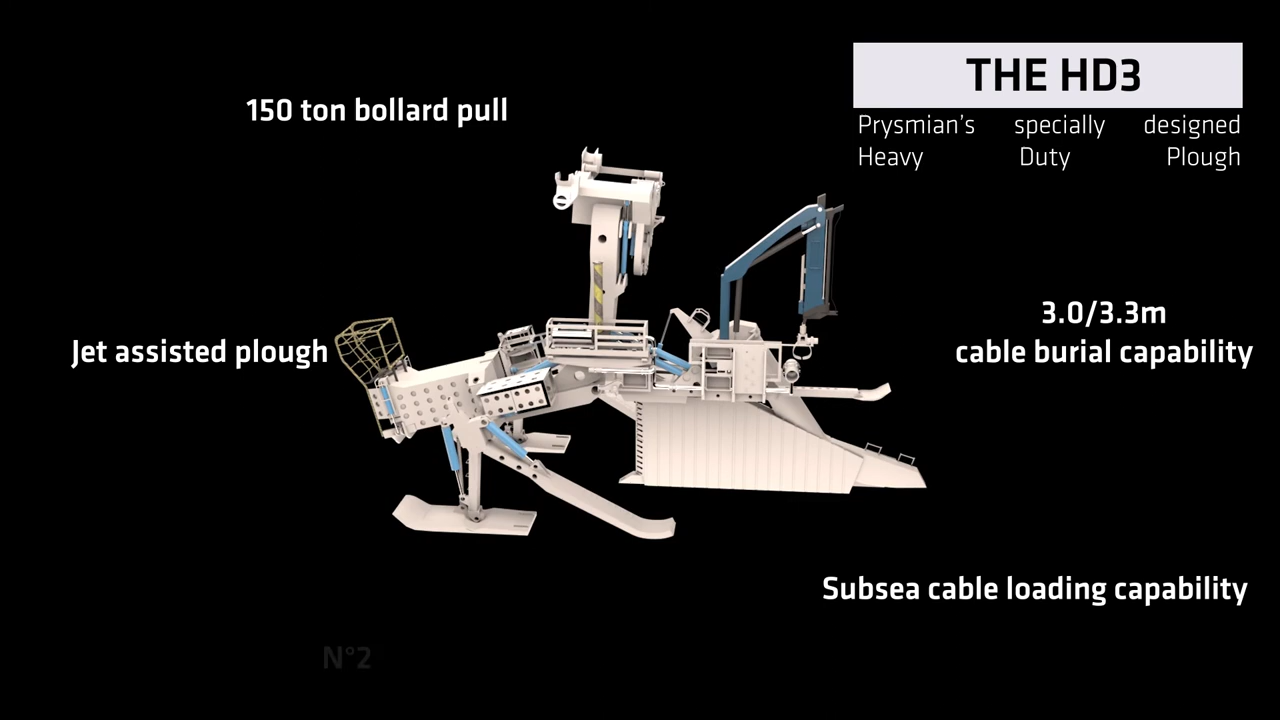 THE HD3
Prysmian's specially designed
Heavy Duty Plough
150 ton bollard pull
Jet assisted plough
3.0/3.3m
cable burial capability
Subsea cable loading capability
N°2